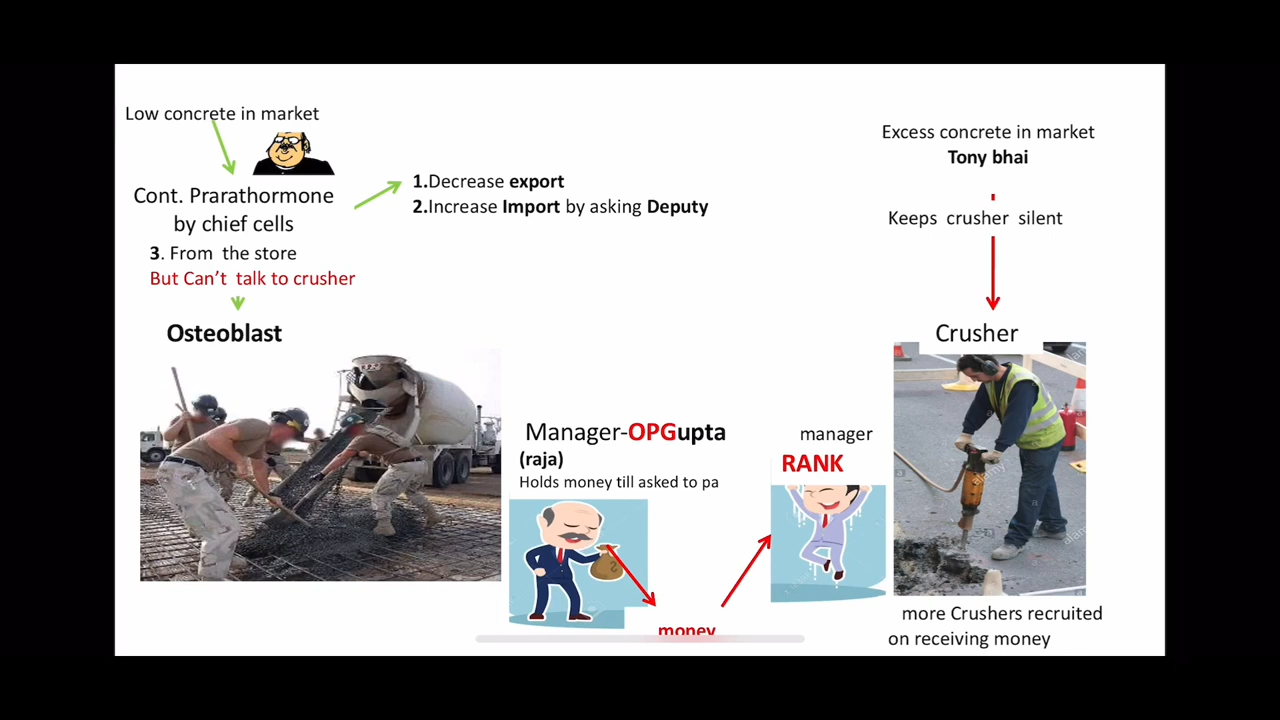 Low concrete in market
Cont. Prarathormone
by chief cells
3. From the store
But Can't talk to crusher
Osteoblast
1.Decrease export
2.Increase Import by asking Deputy
Manager-OPGupta
(raja)
Holds money till asked to pa
money
manager
RANK
Excess concrete in market
Tony bhai
Keeps crusher silent
Crusher
more Crushers recruited
on receiving money